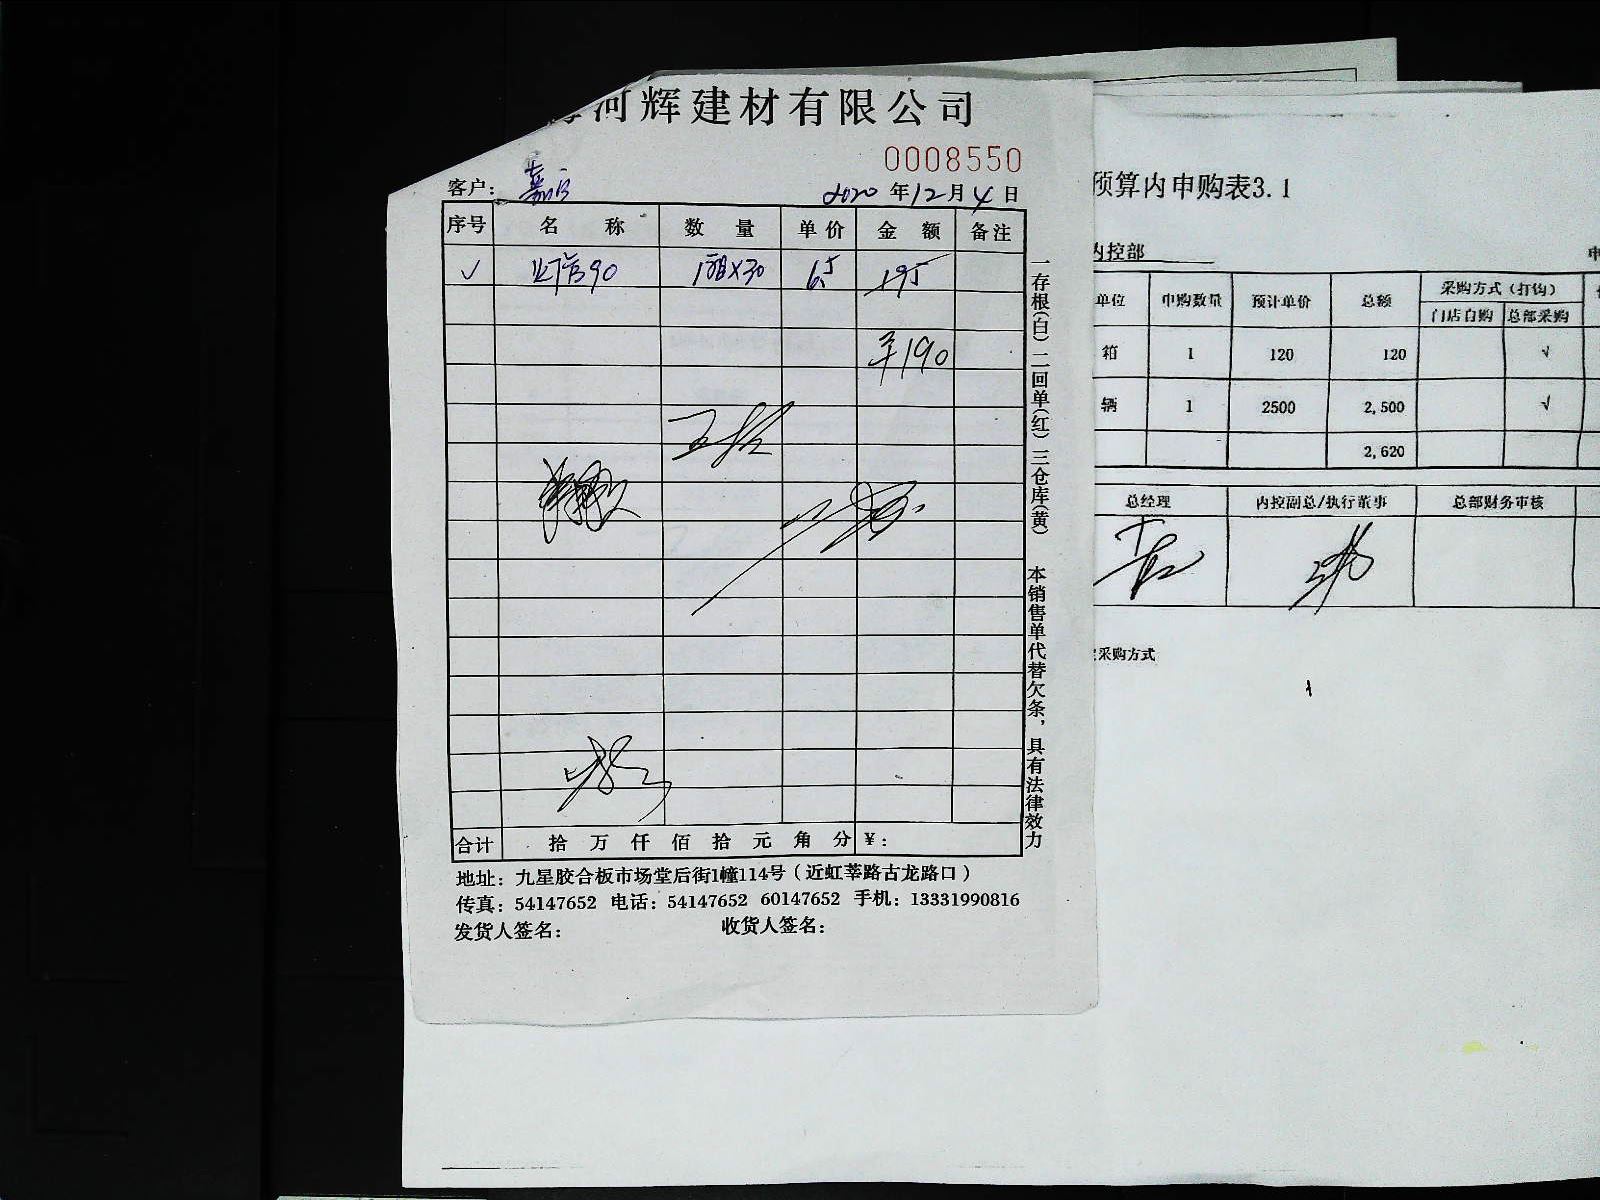 河辉建材有限公司
0008550
客户: 2020年12月4日
序号 名称 数量 单价 金额 备注
✓ 90 1箱×30 6.5 195
¥190
合计 拾 万 仟 佰 拾 元 角 分 ¥:
地址: 九星胶合板市场堂后街1幢114号(近虹莘路古龙路口)
传真: 54147652 电话: 54147652 60147652 手机: 13331990816
发货人签名: 收货人签名:
一存根(白)二回单(红)三仓库(黄) 本销售单代替欠条,具有法律效力
预算内申购表3.1
内控部
单位 申购数量 预计单价 总额 采购方式(打钩)
门店自购 总部采购
箱 1 120 120 √
辆 1 2500 2,500 √
2,620
总经理 内控副总/执行董事 总部财务审核
采购方式